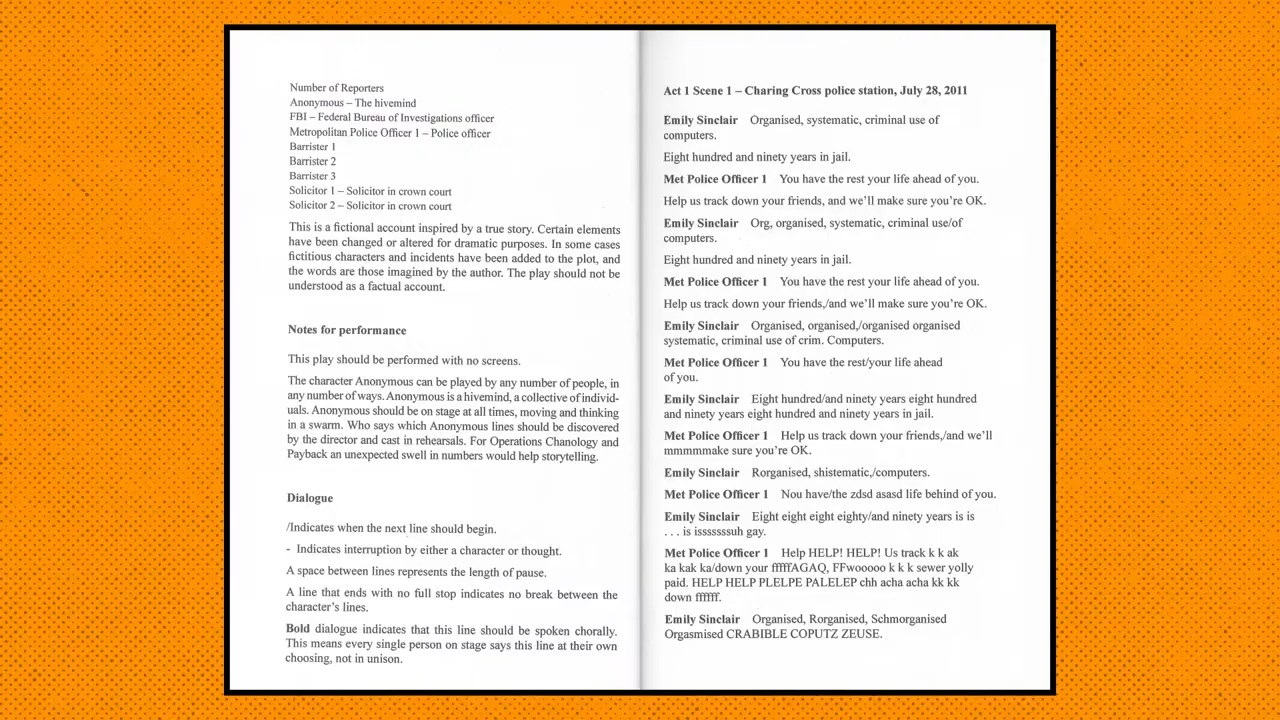 Number of Reporters
Anonymous – The hivemind
FBI – Federal Bureau of Investigations officer
Metropolitan Police Officer 1 – Police officer
Barrister 1
Barrister 2
Barrister 3
Solicitor 1 – Solicitor in crown court
Solicitor 2 – Solicitor in crown court
This is a fictional account inspired by a true story. Certain elements
have been changed or altered for dramatic purposes. In some cases
fictitious characters and incidents have been added to the plot, and
the words are those imagined by the author. The play should not be
understood as a factual account.
Notes for performance
This play should be performed with no screens.
The character Anonymous can be played by any number of people, in
any number of ways. Anonymous is a hivemind, a collective of individ-
uals. Anonymous should be on stage at all times, moving and thinking
in a swarm. Who says which Anonymous lines should be discovered
by the director and cast in rehearsals. For Operations Chanology and
Payback an unexpected swell in numbers would help storytelling.
Dialogue
/Indicates when the next line should begin.
- Indicates interruption by either a character or thought.
A space between lines represents the length of pause.
A line that ends with no full stop indicates no break between the
character's lines.
Bold dialogue indicates that this line should be spoken chorally.
This means every single person on stage says this line at their own
choosing, not in unison.
Act 1 Scene 1 – Charing Cross police station, July 28, 2011
Emily Sinclair Organised, systematic, criminal use of
computers.
Eight hundred and ninety years in jail.
Met Police Officer 1 You have the rest your life ahead of you.
Help us track down your friends, and we'll make sure you're OK.
Emily Sinclair Org, organised, systematic, criminal use/of
computers.
Eight hundred and ninety years in jail.
Met Police Officer 1 You have the rest your life ahead of you.
Help us track down your friends,/and we'll make sure you're OK.
Emily Sinclair Organised, organised,/organised organised
systematic, criminal use of crim. Computers.
Met Police Officer 1 You have the rest/your life ahead
of you.
Emily Sinclair Eight hundred/and ninety years eight hundred
and ninety years eight hundred and ninety years in jail.
Met Police Officer 1 Help us track down your friends,/and we'll
mmmmmake sure you're OK.
Emily Sinclair Rorganised, shistematic,/computers.
Met Police Officer 1 Nou have/the zdsd asasd life behind of you.
Emily Sinclair Eight eight eight eighty/and ninety years is is
. . . is isssssssuh gay.
Met Police Officer 1 Help HELP! HELP! Us track k k ak
ka kak ka/down your fffffAGAQ, FFwooooo k k k sewer yolly
paid. HELP HELP PLELPE PALELEP chh acha acha kk kk
down ffffff.
Emily Sinclair Organised, Rorganised, Schmorganised
Orgasmised CRABIBLE COPUTZ ZEUSE.